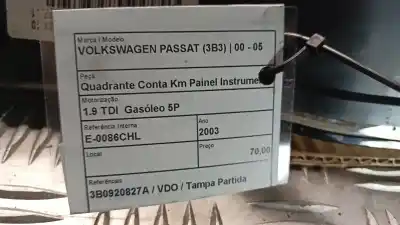 Marca / Modelo
VOLKSWAGEN PASSAT (3B3) | 00 - 05
Peça
Quadrante Conta Km Painel Instrume
Motorização
1.9 TDI Gasóleo 5P
Referência Interna
E-0086CHL
Ano
2003
Local
Preço
70,00
Referências
3B0920827A / VDO / Tampa Partida